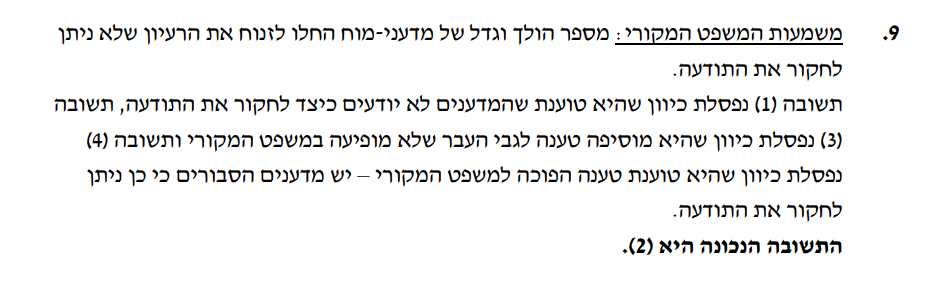 9. משמעות המשפט המקורי: מספר הולך וגדל של מדעני-מוח החלו לזנוח את הרעיון שלא ניתן
לחקור את התודעה.
תשובה (1) נפסלת כיוון שהיא טוענת שהמדענים לא יודעים כיצד לחקור את התודעה, תשובה
(3) נפסלת כיוון שהיא מוסיפה טענה לגבי העבר שלא מופיעה במשפט המקורי ותשובה (4)
נפסלת כיוון שהיא טוענת טענה הפוכה למשפט המקורי – יש מדענים הסבורים כי כן ניתן
לחקור את התודעה.
התשובה הנכונה היא (2).